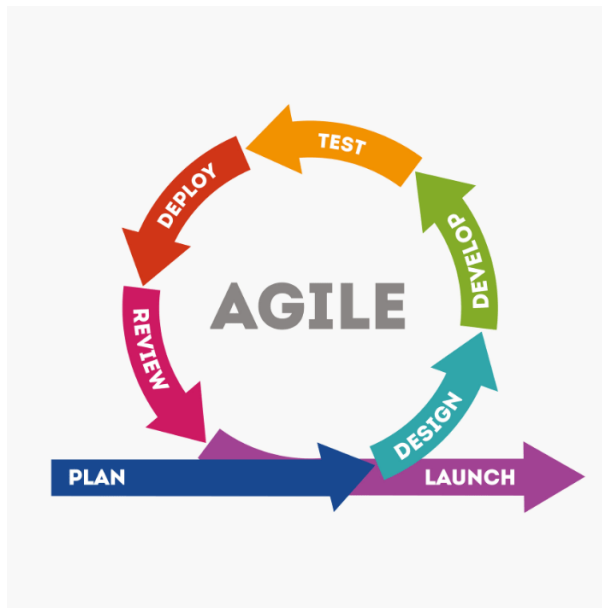 TEST
DEPLOY
DEVELOP
AGILE
REVIEW
DESIGN
PLAN
LAUNCH